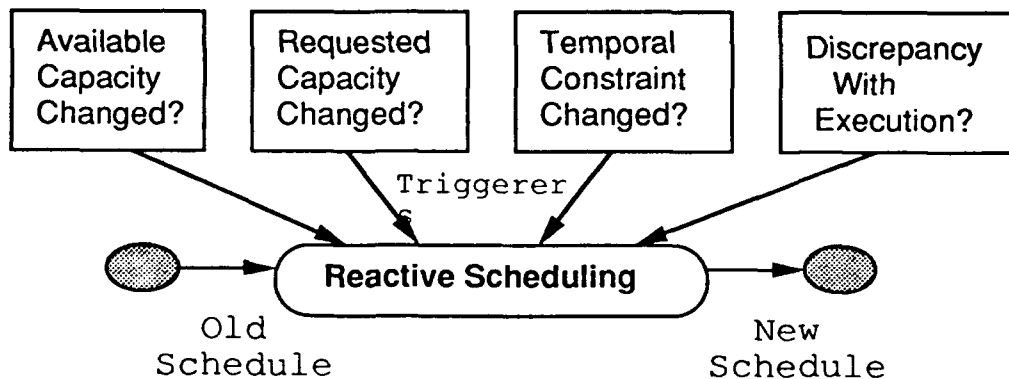 Available
Capacity
Changed?
Requested
Capacity
Changed?
Temporal
Constraint
Changed?
Discrepancy
With
Execution?
Triggerer
s
Reactive Scheduling
Old
Schedule
New
Schedule